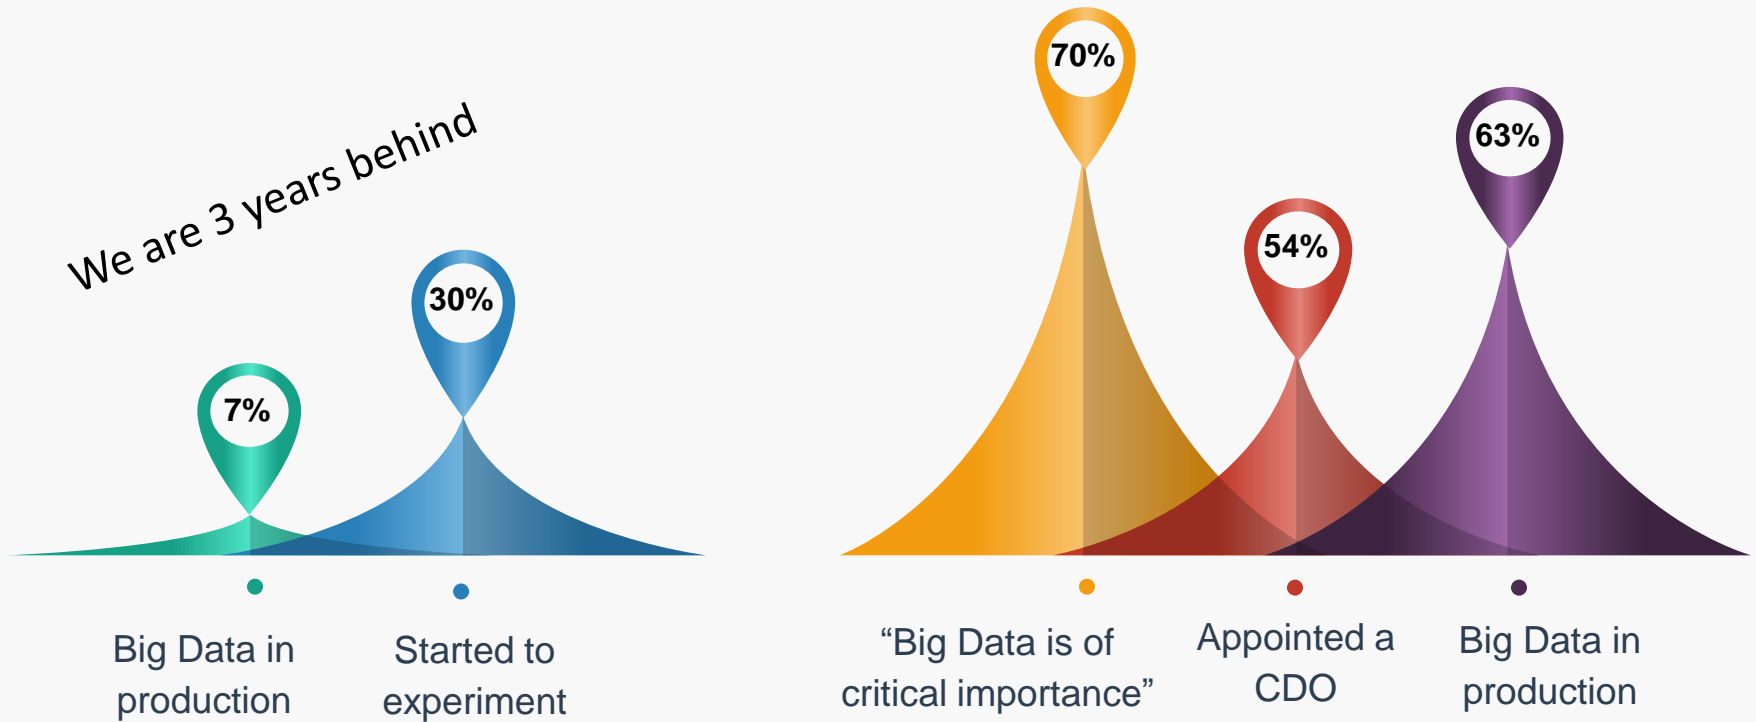 We are 3 years behind
7%
30%
70%
54%
63%
Big Data in
production
Started to
experiment
“Big Data is of
critical importance”
Appointed a
CDO
Big Data in
production